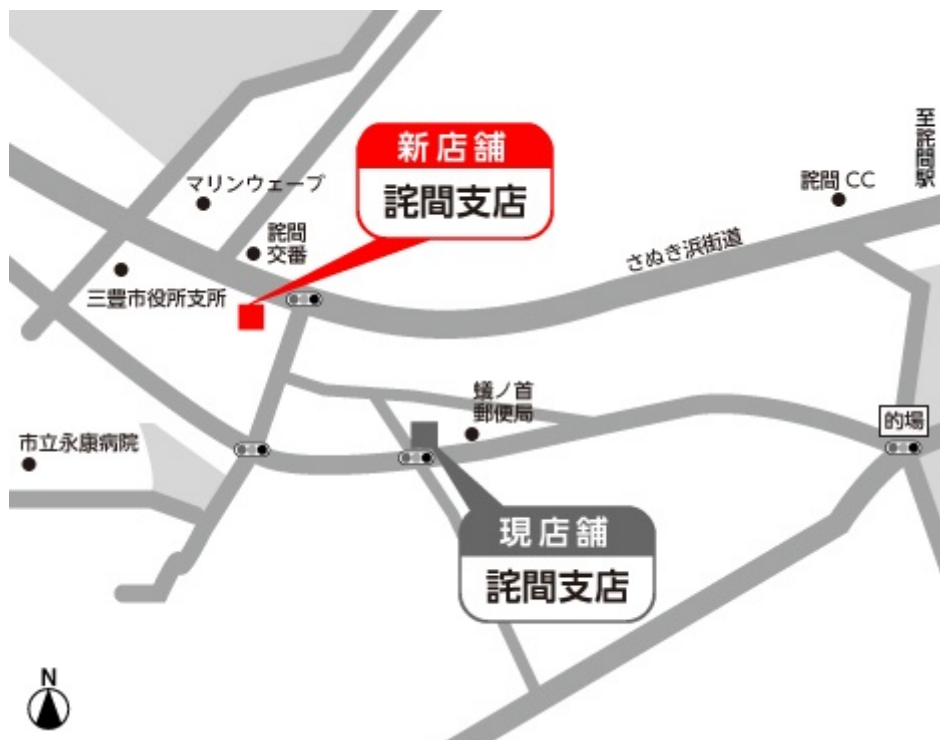 新店舗
詫間支店
マリンウェーブ
詫間
交番
三豊市役所支所
さぬき浜街道
詫間 CC
至詫間駅
蟻ノ首
郵便局
的場
市立永康病院
現店舗
詫間支店
N